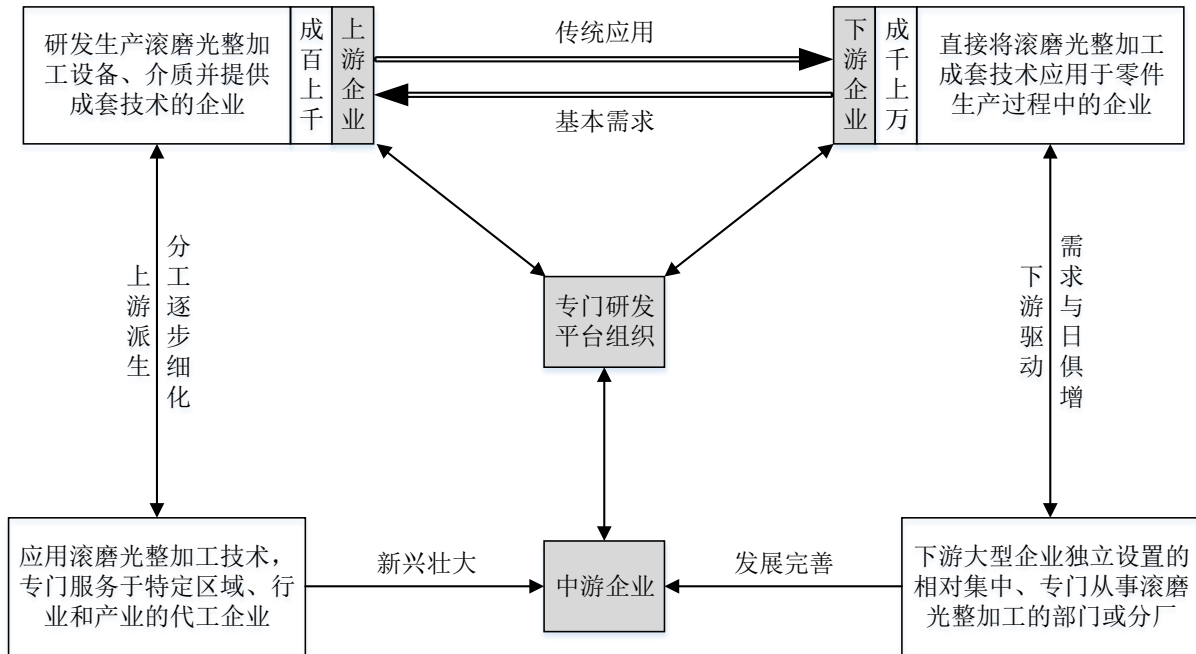 研发生产滚磨光整加
工设备、介质并提供
成套技术的企业
成百上千
上游企业
传统应用
基本需求
下游企业
成千上万
直接将滚磨光整加工
成套技术应用于零件
生产过程中的企业
上游派生
分工逐步细化
专门研发
平台组织
下游驱动
需求与日俱增
应用滚磨光整加工技术，
专门服务于特定区域、行
业和产业的代工企业
新兴壮大
中游企业
发展完善
下游大型企业独立设置的
相对集中、专门从事滚磨
光整加工的部门或分厂